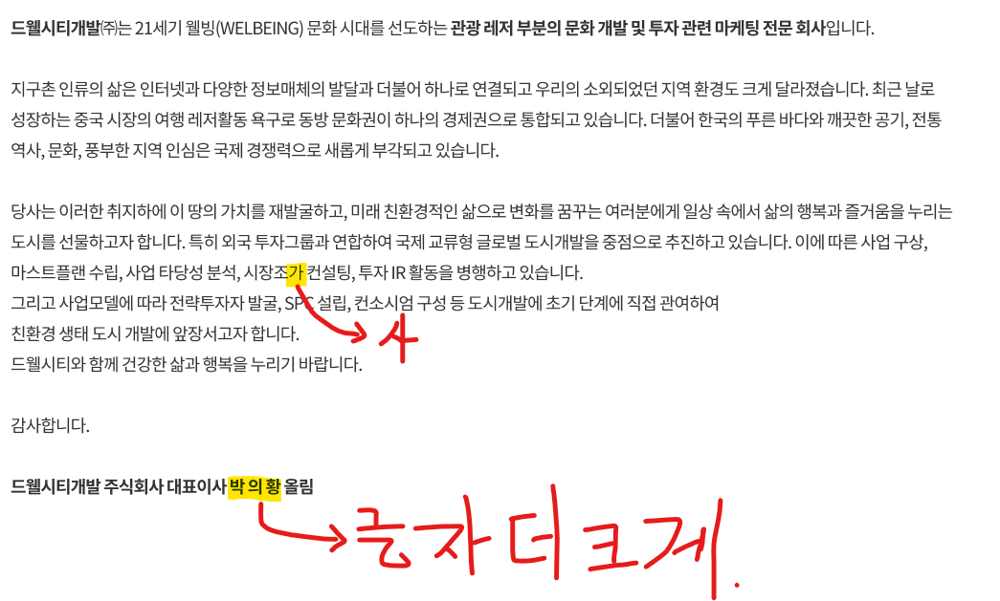 드웰시티개발㈜는 21세기 웰빙(WELBEING) 문화 시대를 선도하는 관광 레저 부분의 문화 개발 및 투자 관련 마케팅 전문 회사입니다.
지구촌 인류의 삶은 인터넷과 다양한 정보매체의 발달과 더불어 하나로 연결되고 우리의 소외되었던 지역 환경도 크게 달라졌습니다. 최근 날로
성장하는 중국 시장의 여행 레저활동 욕구로 동방 문화권이 하나의 경제권으로 통합되고 있습니다. 더불어 한국의 푸른 바다와 깨끗한 공기, 전통
역사, 문화, 풍부한 지역 인심은 국제 경쟁력으로 새롭게 부각되고 있습니다.
당사는 이러한 취지하에 이 땅의 가치를 재발굴하고, 미래 친환경적인 삶으로 변화를 꿈꾸는 여러분에게 일상 속에서 삶의 행복과 즐거움을 누리는
도시를 선물하고자 합니다. 특히 외국 투자그룹과 연합하여 국제 교류형 글로벌 도시개발을 중점으로 추진하고 있습니다. 이에 따른 사업 구상,
마스트플랜 수립, 사업 타당성 분석, 시장조가 컨설팅, 투자 IR 활동을 병행하고 있습니다.
그리고 사업모델에 따라 전략투자자 발굴, SPC 설립, 컨소시엄 구성 등 도시개발에 초기 단계에 직접 관여하여
친환경 생태 도시 개발에 앞장서고자 합니다.
사
드웰시티와 함께 건강한 삶과 행복을 누리기 바랍니다.
감사합니다.
드웰시티개발 주식회사 대표이사 박 의 황 올림
글자 더 크게.